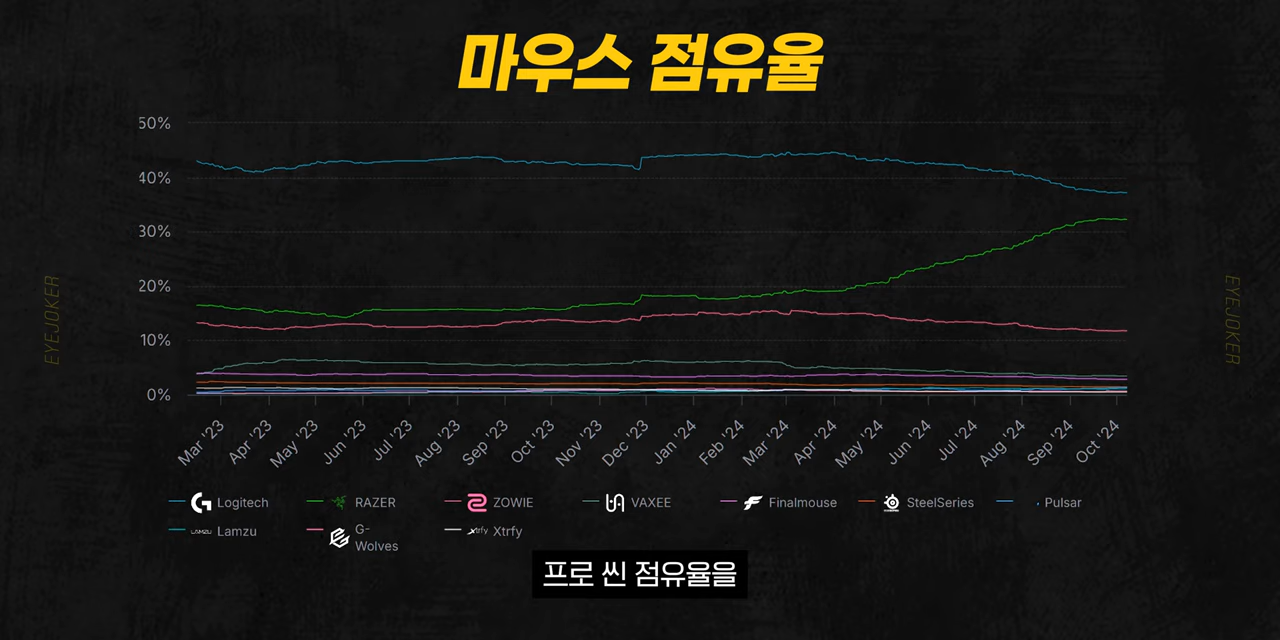 마우스 점유율
50%
40%
30%
20%
10%
0%
EYEJOKER
EYEJOKER
Mar '23
Apr '23
May '23
Jun '23
Jul '23
Aug '23
Sep '23
Oct '23
Nov '23
Dec '23
Jan '24
Feb '24
Mar '24
Apr '24
May '24
Jun '24
Jul '24
Aug '24
Sep '24
Oct '24
Logitech
RAZER
ZOWIE
VAXEE
Finalmouse
SteelSeries
Pulsar
LAMZU Lamzu
G-
Wolves
Xtrfy Xtrfy
프로 씬 점유율을